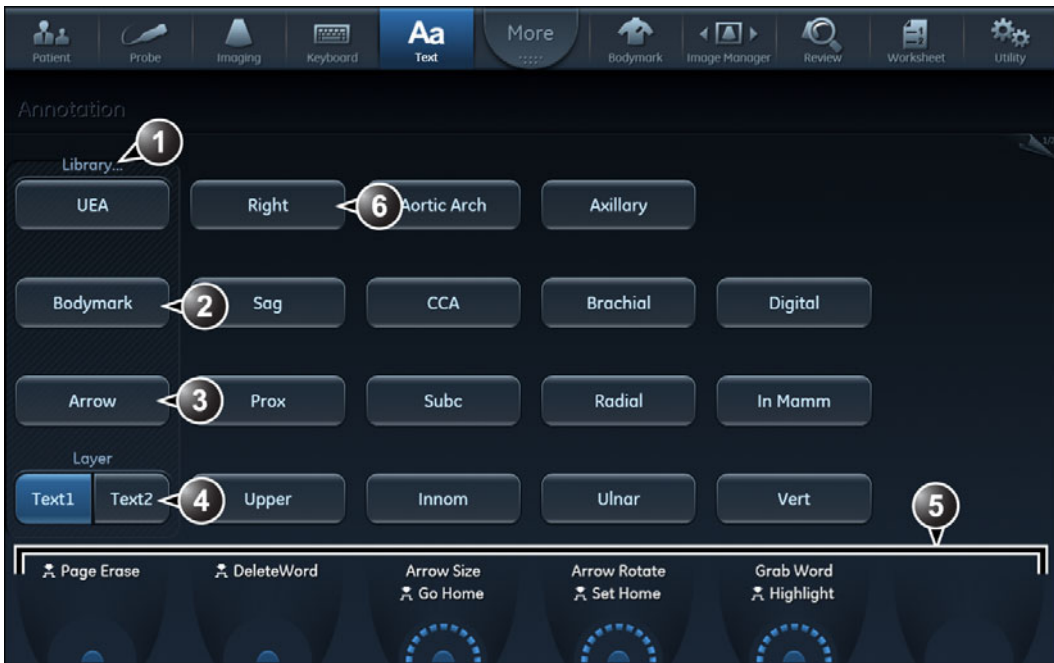 Aa
More
Patient
Probe
Imaging
Keyboard
Text
Bodymark
Image Manager
Review
Worksheet
Utility
Annotation
1
Library...
UEA
Right
6
Aortic Arch
Axillary
Bodymark
2
Sag
CCA
Brachial
Digital
Arrow
3
Prox
Subc
Radial
In Mamm
Layer
Text1
Text2
4
Upper
Innom
Ulnar
Vert
5
Page Erase
DeleteWord
Arrow Size
Go Home
Arrow Rotate
Set Home
Grab Word
Highlight